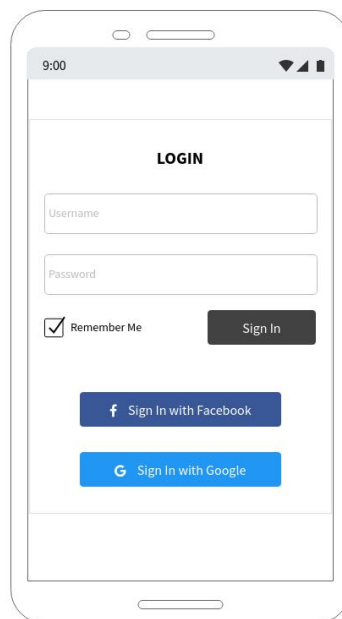 9:00
LOGIN
Username
Password
Remember Me
Sign In
Sign In with Facebook
Sign In with Google